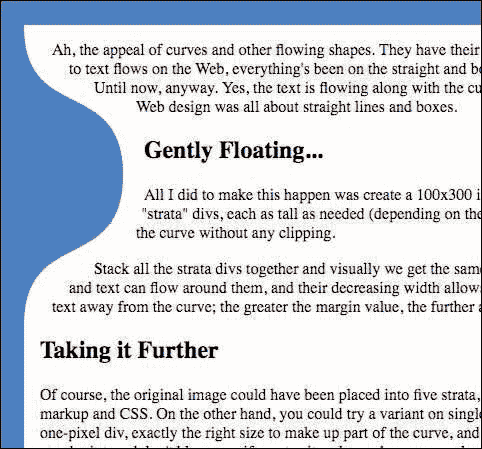 Ah, the appeal of curves and other flowing shapes. They have their
to text flows on the Web, everything's been on the straight and
Until now, anyway. Yes, the text is flowing along with the
Web design was all about straight lines and boxes.
Gently Floating...
All I did to make this happen was create a 100x300
"strata" divs, each as tall as needed (depending on the
the curve without any clipping.
Stack all the strata divs together and visually we get the
and text can flow around them, and their decreasing width
text away from the curve; the greater the margin value, the further
Taking it Further
Of course, the original image could have been placed into five strata,
markup and CSS. On the other hand, you could try a variant on
one-pixel div, exactly the right size to make up part of the curve, and